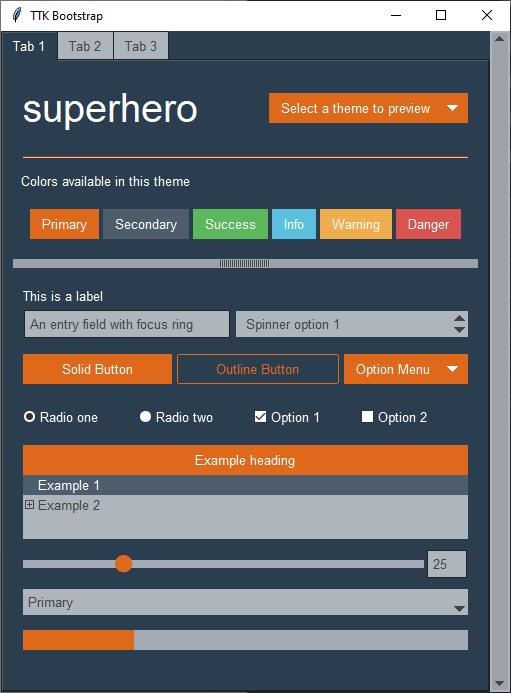 TTK Bootstrap
Tab 1 Tab 2 Tab 3
superhero Select a theme to preview
Colors available in this theme
Primary Secondary Success Info Warning Danger
This is a label
An entry field with focus ring Spinner option 1
Solid Button Outline Button Option Menu
Radio one Radio two Option 1 Option 2
Example heading
Example 1
Example 2
25
Primary